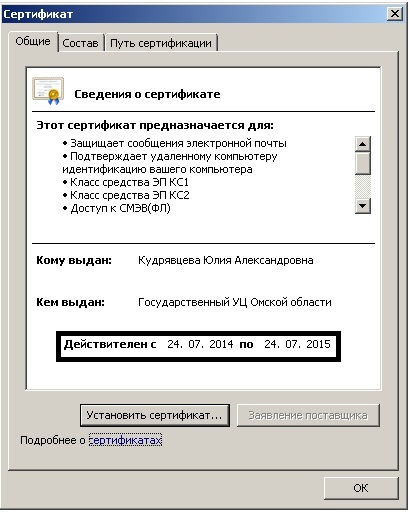 Сертификат
Общие Состав Путь сертификации
Сведения о сертификате
Этот сертификат предназначается для:
• Защищает сообщения электронной почты
• Подтверждает удаленному компьютеру
идентификацию вашего компьютера
• Класс средства ЭП КС1
• Класс средства ЭП КС2
• Доступ к СМЭВ(ФЛ)
Кому выдан: Кудрявцева Юлия Александровна
Кем выдан: Государственный УЦ Омской области
Действителен с 24. 07. 2014 по 24. 07. 2015
Установить сертификат... Заявление поставщика
Подробнее о сертификатах
ОК